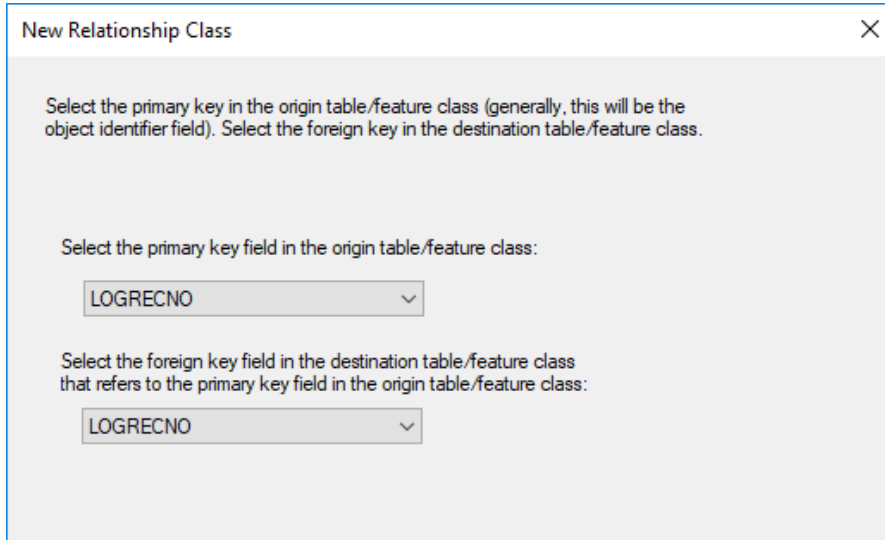 New Relationship Class
Select the primary key in the origin table/feature class (generally, this will be the
object identifier field). Select the foreign key in the destination table/feature class.
Select the primary key field in the origin table/feature class:
LOGRECNO
Select the foreign key field in the destination table/feature class
that refers to the primary key field in the origin table/feature class:
LOGRECNO